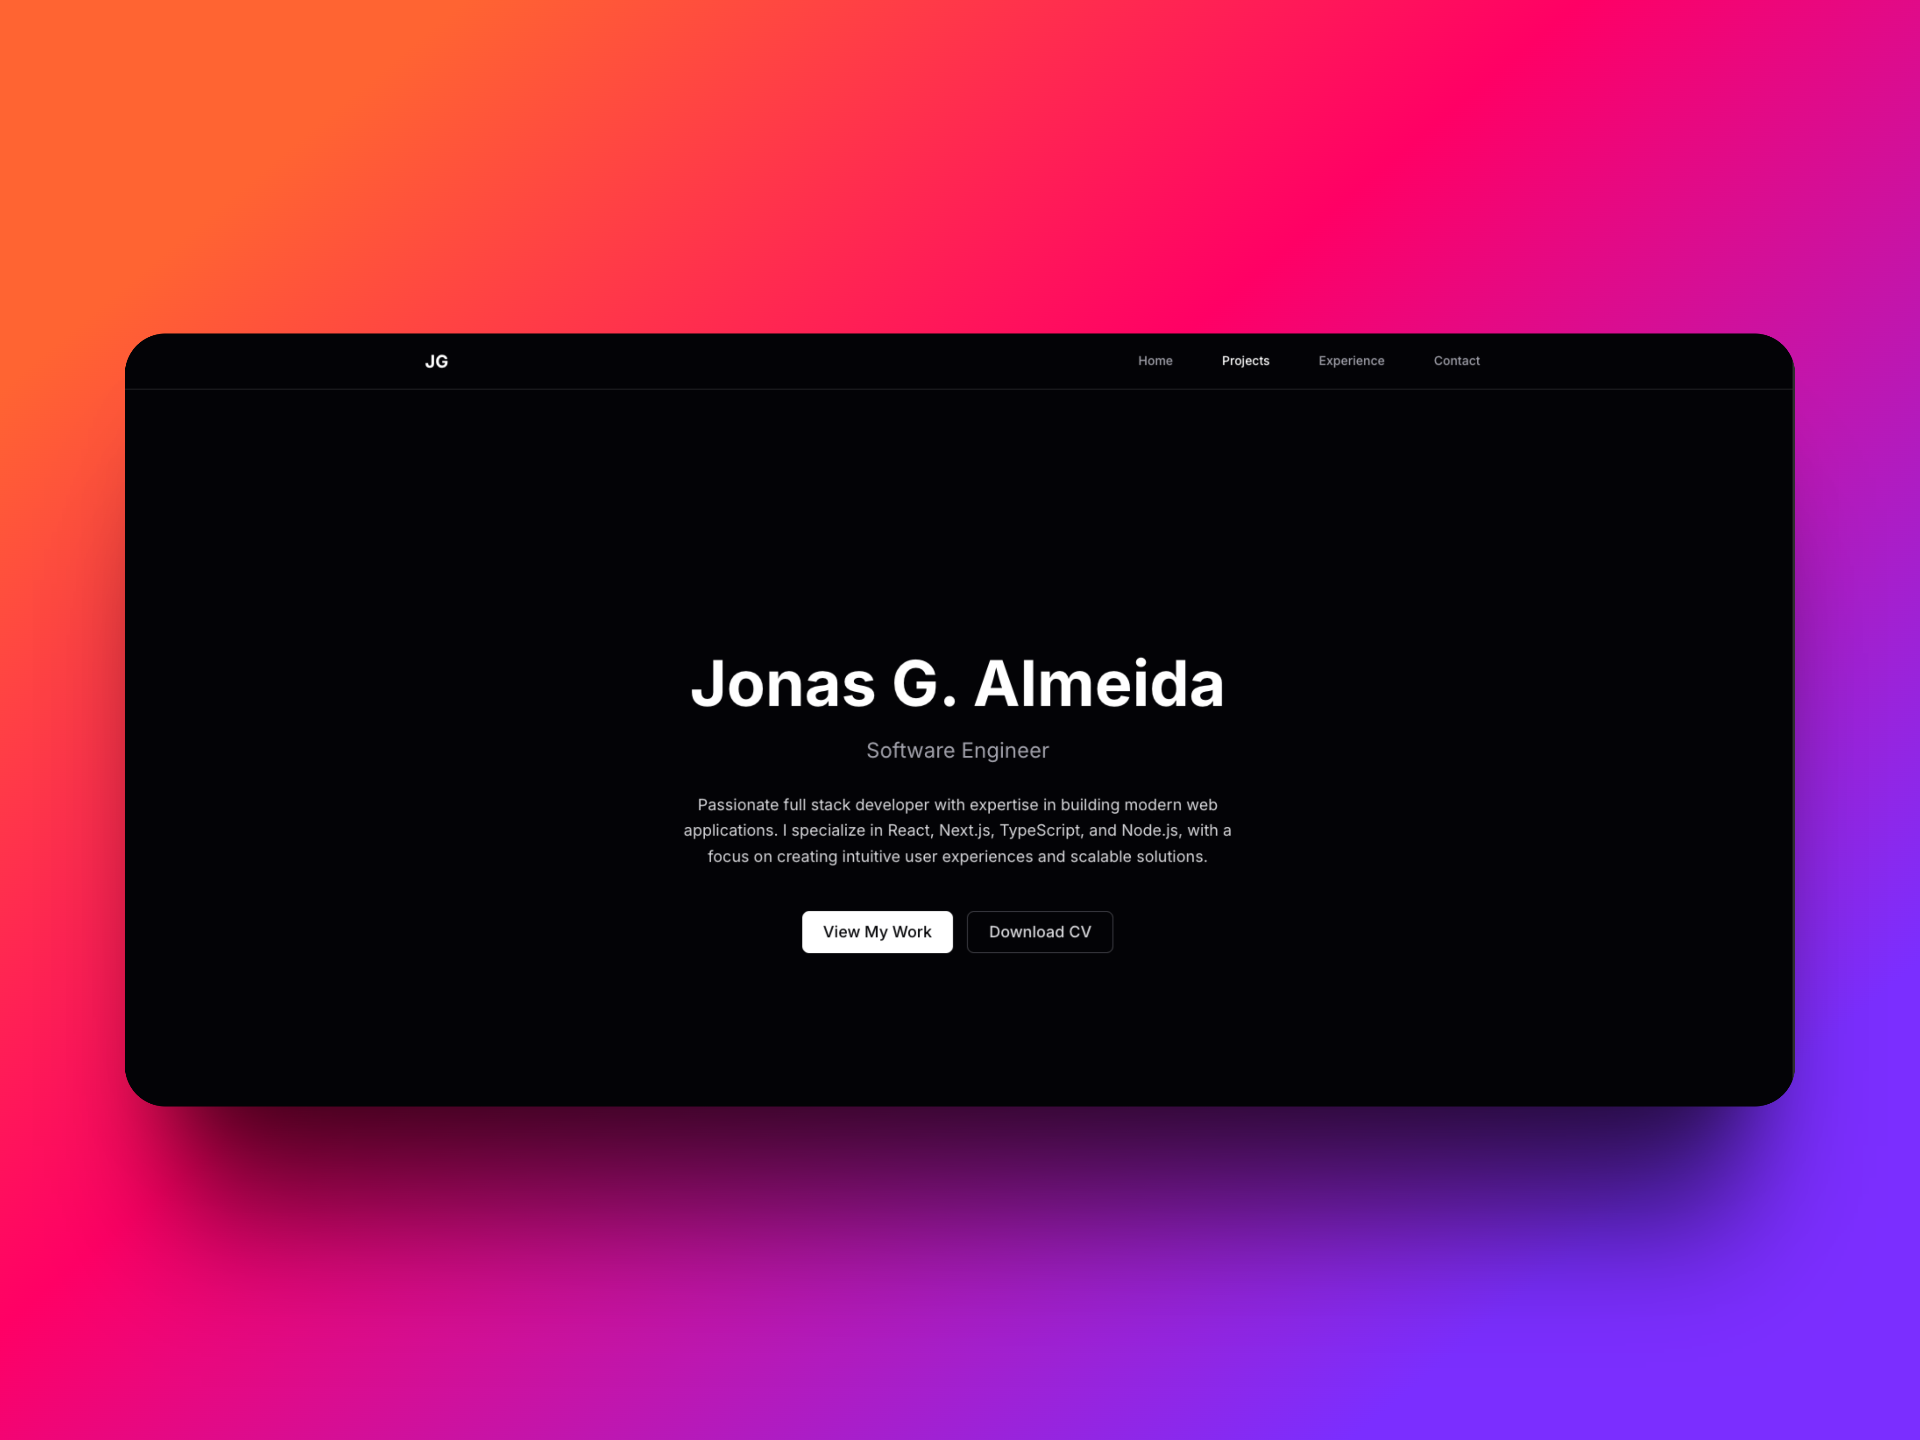 JG
Home Projects Experience Contact
Jonas G. Almeida
Software Engineer
Passionate full stack developer with expertise in building modern web
applications. I specialize in React, Next.js, TypeScript, and Node.js, with a
focus on creating intuitive user experiences and scalable solutions.
View My Work Download CV